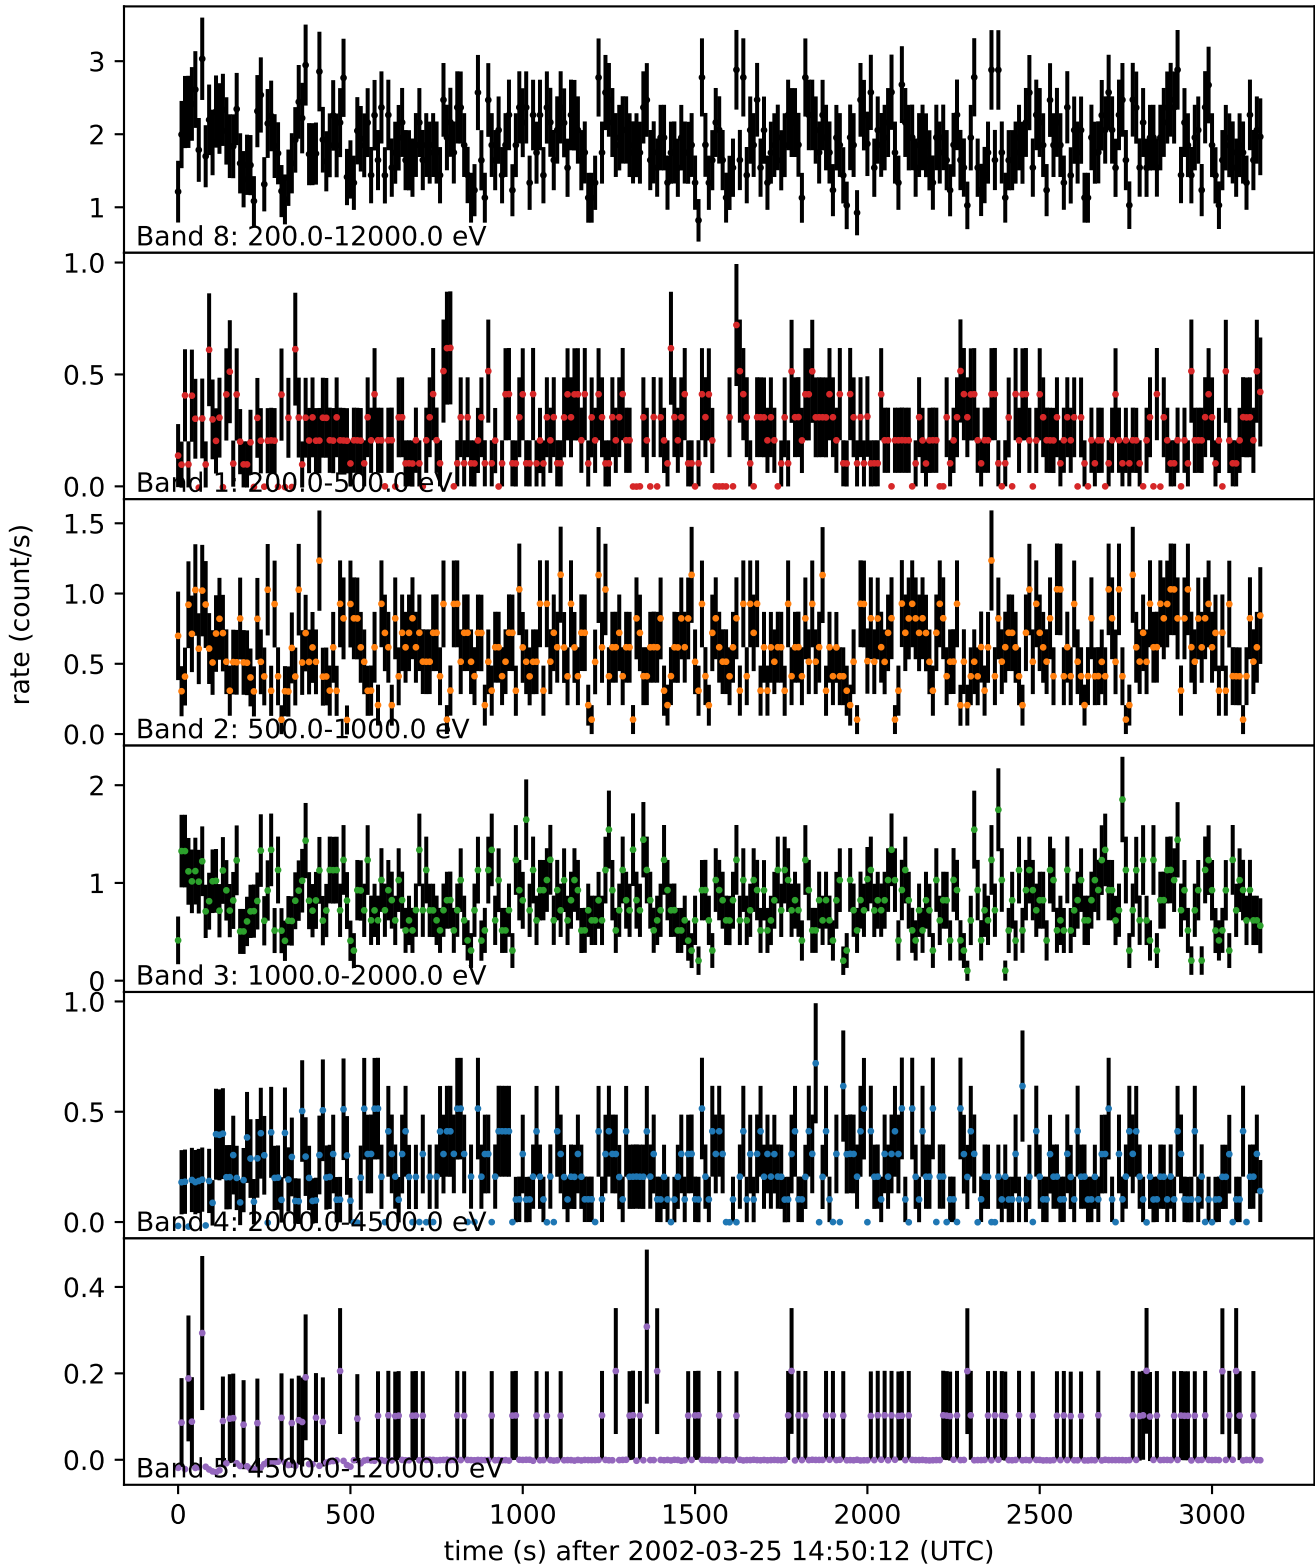 3
2
1
Band 8: 200.0-12000.0 eV
1.0
0.5
0.0
Band 1: 200.0-500.0 eV
1.5
1.0
0.5
0.0
Band 2: 500.0-1000.0 eV
rate (count/s)
2
1
0
Band 3: 1000.0-2000.0 eV
1.0
0.5
0.0
Band 4: 2000.0-4500.0 eV
0.4
0.2
0.0
Band 5: 4500.0-12000.0 eV
0 500 1000 1500 2000 2500 3000
time (s) after 2002-03-25 14:50:12 (UTC)